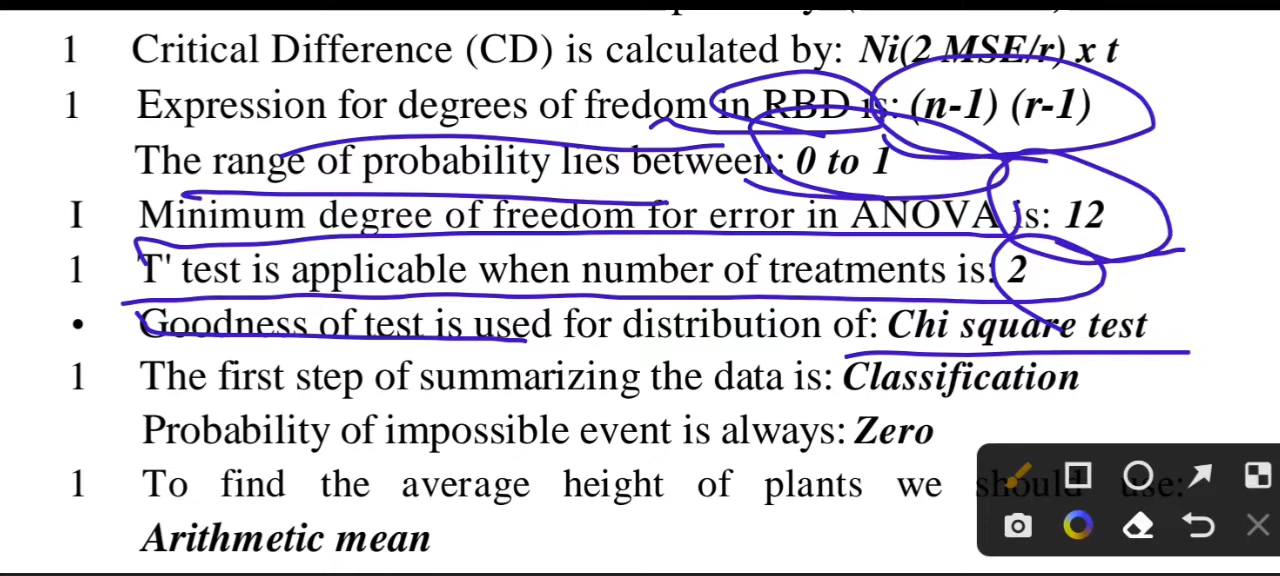 1 Critical Difference (CD) is calculated by: Ni(2 MSE/r) x t
1 Expression for degrees of fredom in RBD is: (n-1) (r-1)
The range of probability lies between: 0 to 1
I Minimum degree of freedom for error in ANOVA is: 12
1 T' test is applicable when number of treatments is: 2
• Goodness of test is used for distribution of: Chi square test
1 The first step of summarizing the data is: Classification
Probability of impossible event is always: Zero
1 To find the average height of plants we should use:
Arithmetic mean